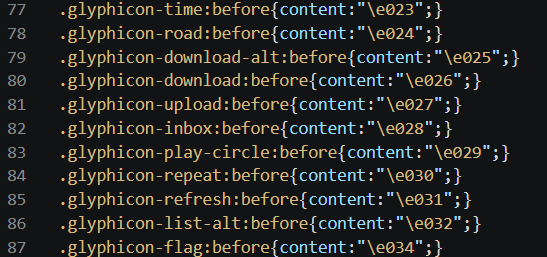 77 .glyphicon-time:before{content:"\e023";}
78 .glyphicon-road:before{content:"\e024";}
79 .glyphicon-download-alt:before{content:"\e025";}
80 .glyphicon-download:before{content:"\e026";}
81 .glyphicon-upload:before{content:"\e027";}
82 .glyphicon-inbox:before{content:"\e028";}
83 .glyphicon-play-circle:before{content:"\e029";}
84 .glyphicon-repeat:before{content:"\e030";}
85 .glyphicon-refresh:before{content:"\e031";}
86 .glyphicon-list-alt:before{content:"\e032";}
87 .glyphicon-flag:before{content:"\e034";}